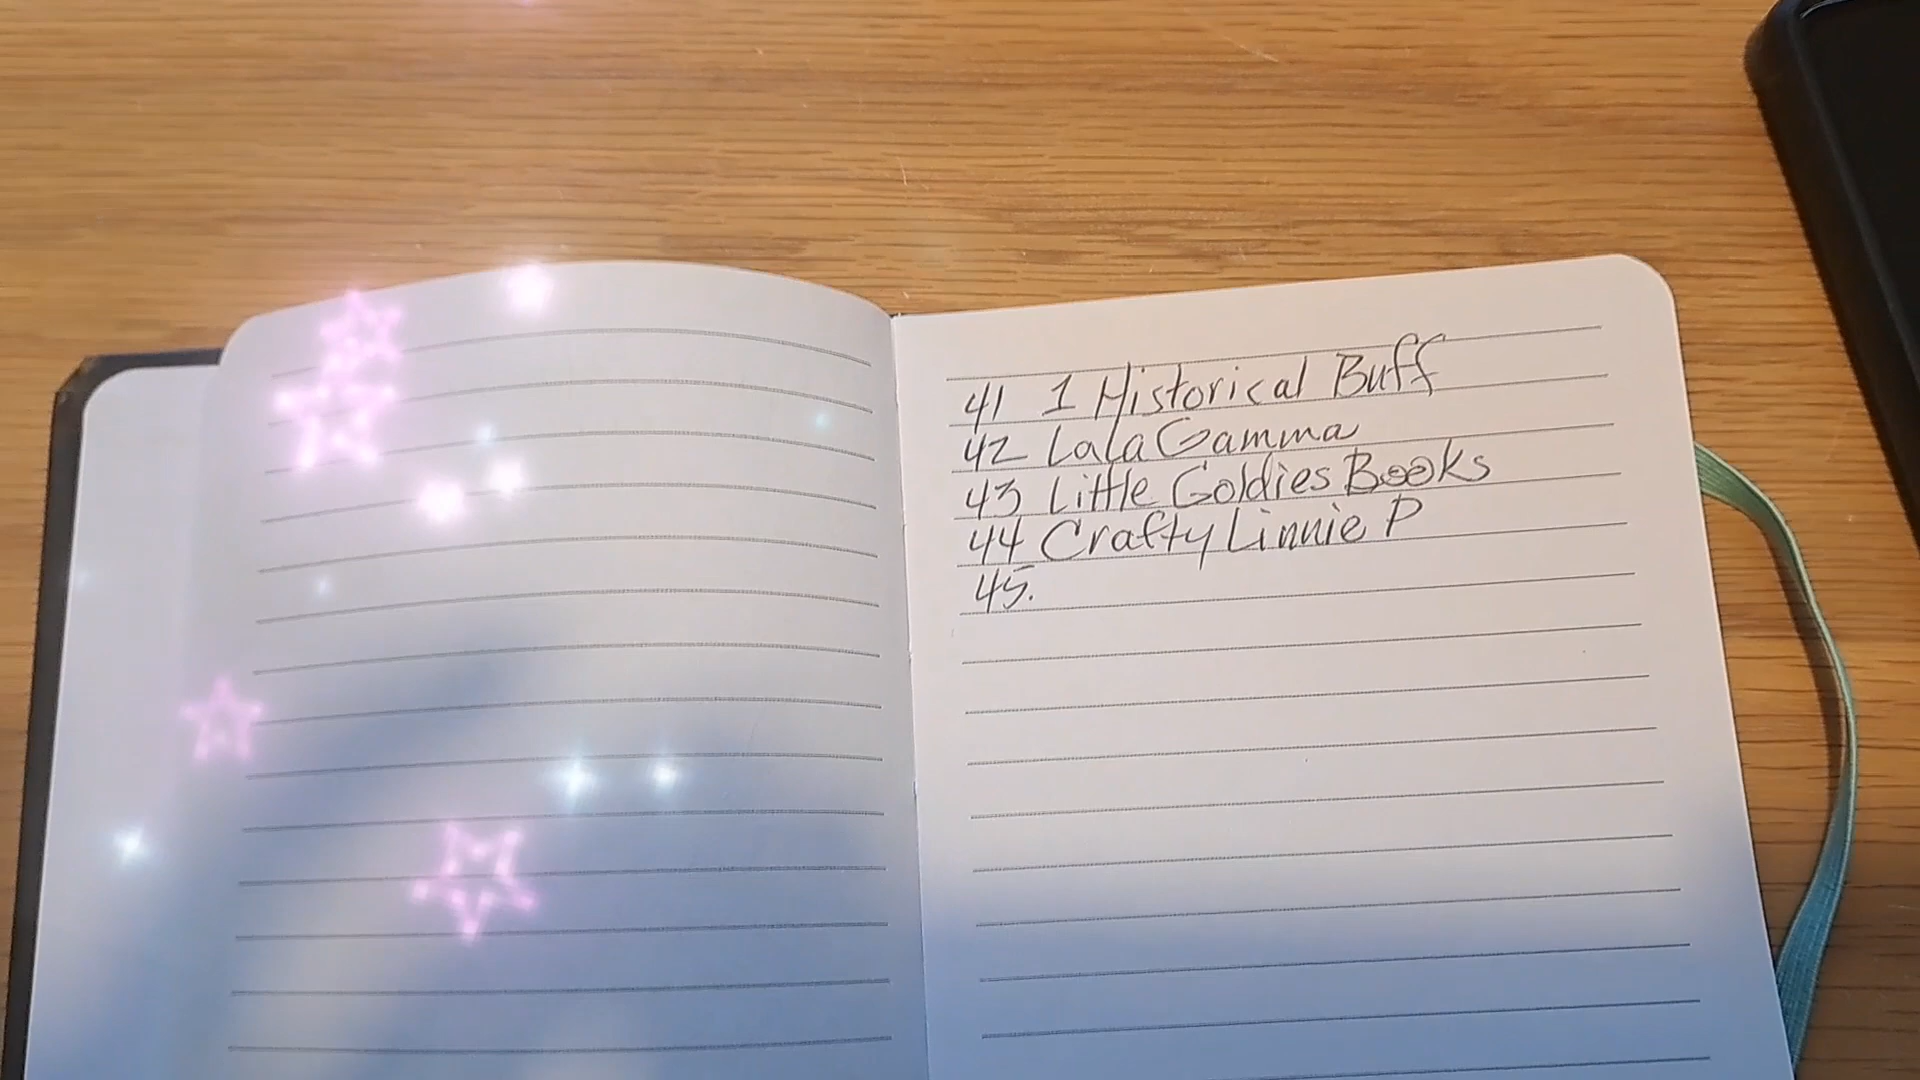 41 1 Historical Buff
42 LalaGamma
43 Little Goldies Books
44 Crafty Linnie P
45.